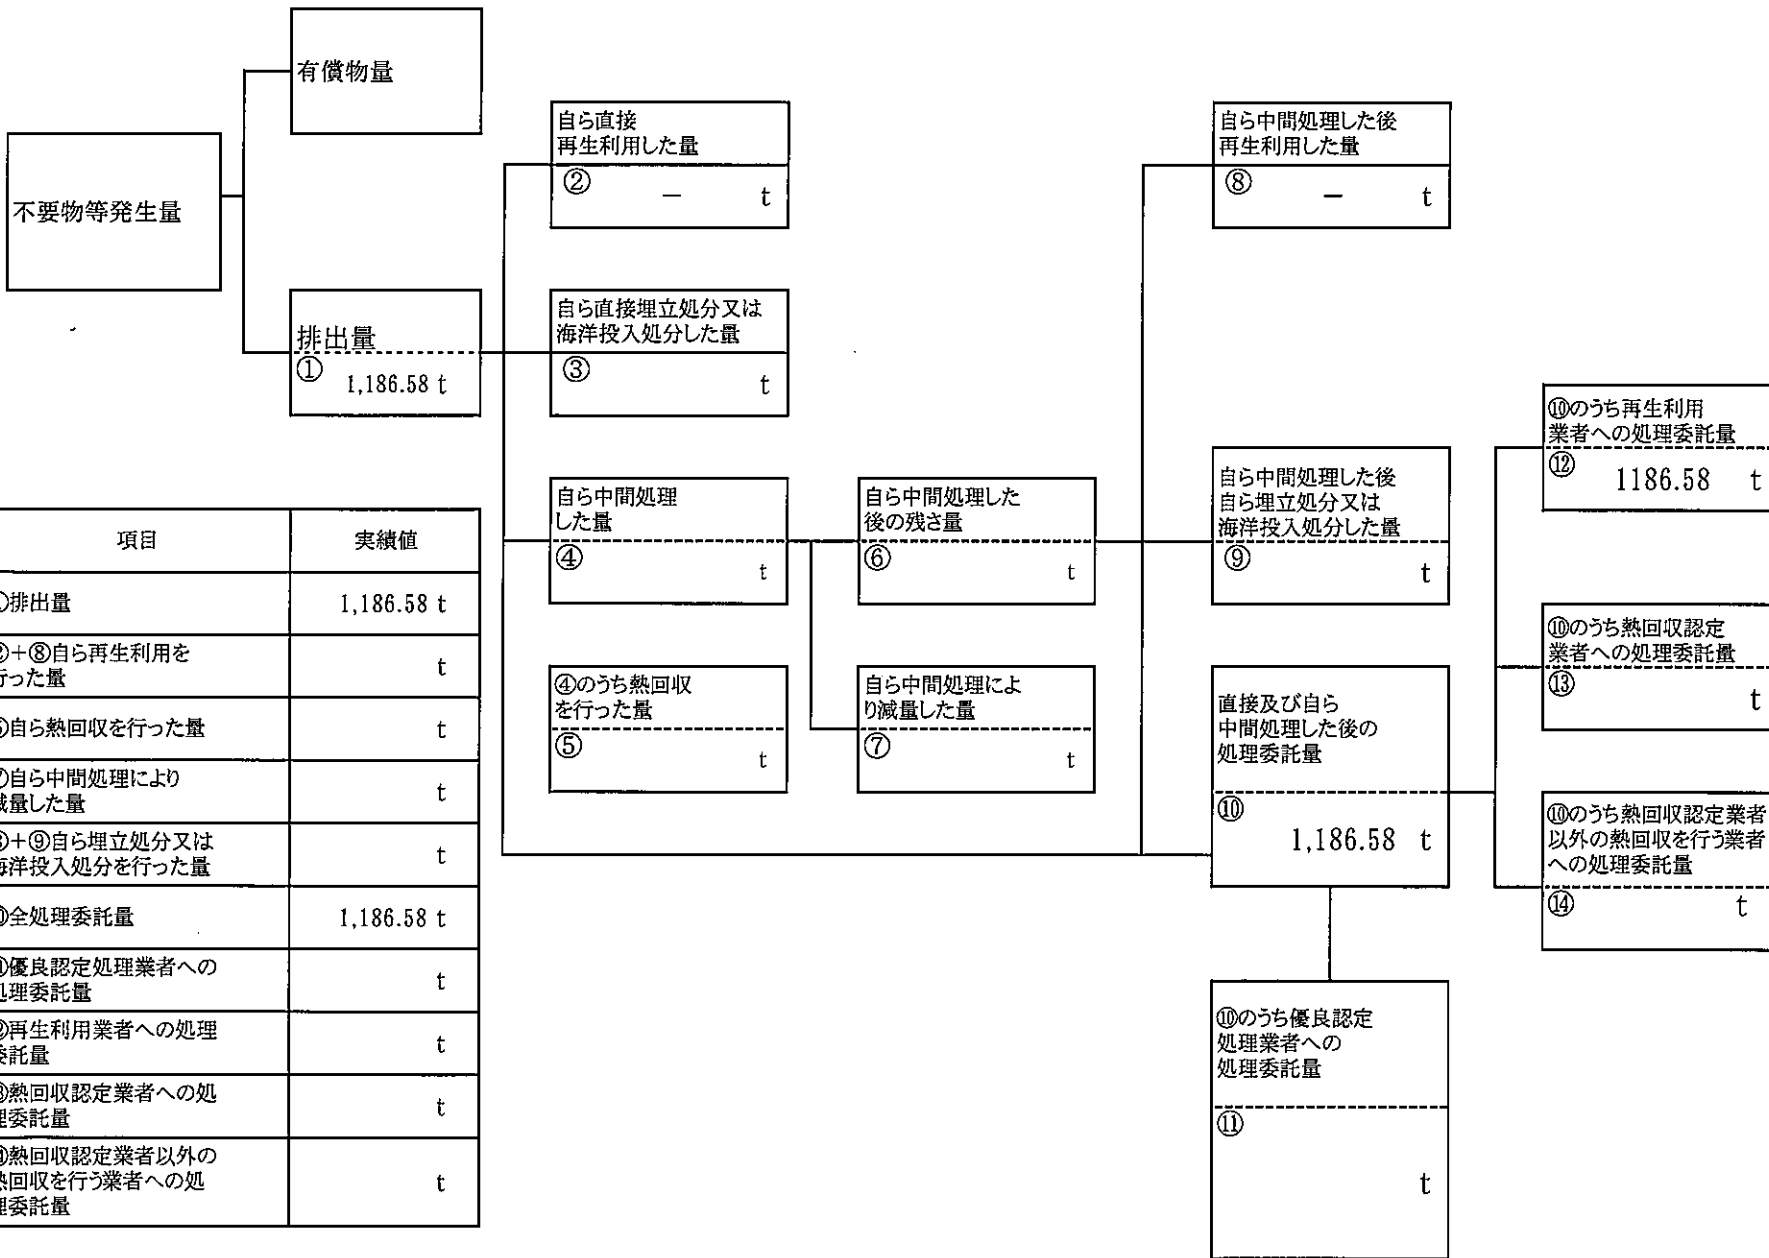 有償物量
不要物等発生量
排出量
① 1,186.58 t
自ら直接
再生利用した量
② － t
自ら直接埋立処分又は
海洋投入処分した量
③ t
自ら中間処理
した量
④ t
④のうち熱回収
を行った量
⑤ t
自ら中間処理した
後の残さ量
⑥ t
自ら中間処理によ
り減量した量
⑦ t
自ら中間処理した後
再生利用した量
⑧ － t
自ら中間処理した後
自ら埋立処分又は
海洋投入処分した量
⑨ t
直接及び自ら
中間処理した後の
処理委託量
⑩ 1,186.58 t
⑩のうち優良認定
処理業者への
処理委託量
⑪ t
⑩のうち再生利用
業者への処理委託量
⑫ 1186.58 t
⑩のうち熱回収認定
業者への処理委託量
⑬ t
⑩のうち熱回収認定業者
以外の熱回収を行う業者
への処理委託量
⑭ t
項目 実績値
排出量 1,186.58 t
＋⑧自ら再生利用を
行った量 t
自ら熱回収を行った量 t
自ら中間処理により
減量した量 t
＋⑨自ら埋立処分又は
海洋投入処分を行った量 t
全処理委託量 1,186.58 t
優良認定処理業者への
処理委託量 t
再生利用業者への処理
委託量 t
熱回収認定業者への処
理委託量 t
熱回収認定業者以外の
熱回収を行う業者への処
理委託量 t